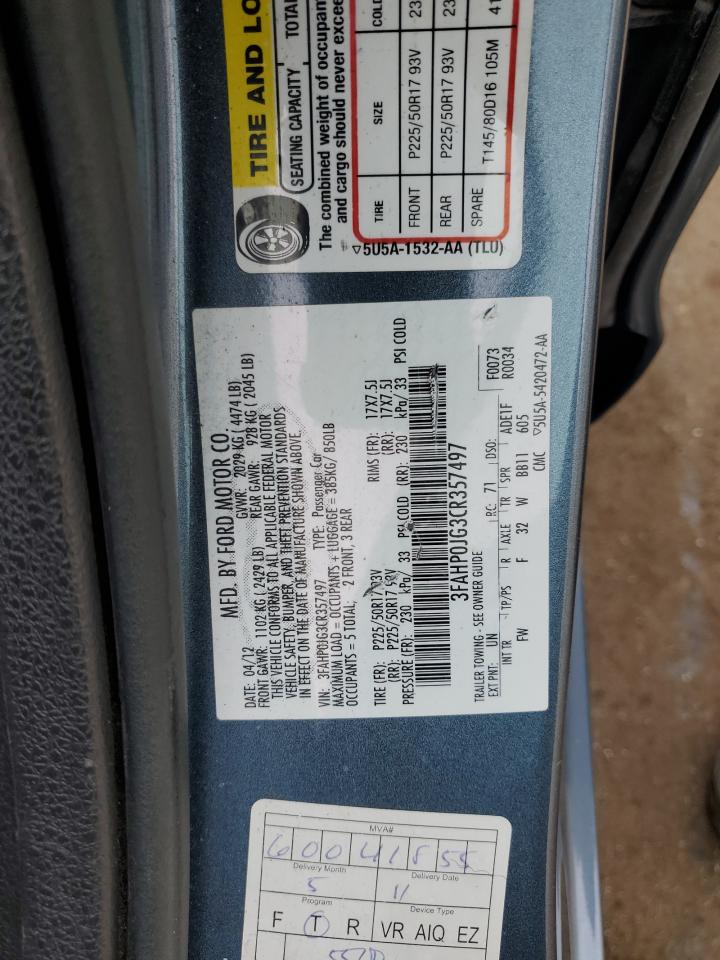 TIRE AND LO
SEATING CAPACITY TOTAL
The combined weight of occupant
and cargo should never excee
TIRE SIZE COLD
FRONT P225/50R17 93V 23
REAR P225/50R17 93V 23
SPARE T145/80D16 105M 41
▽5U5A-1532-AA (TLU)
MFD. BY FORD MOTOR CO.
DATE: 04/12 GVWR: 2029 KG ( 4474 LB)
FRONT GAWR: 1102 KG ( 2429 LB) REAR GAWR: 928 KG ( 2045 LB)
THIS VEHICLE CONFORMS TO ALL APPLICABLE FEDERAL MOTOR
VEHICLE SAFETY, BUMPER, AND THEFT PREVENTION STANDARDS
IN EFFECT ON THE DATE OF MANUFACTURE SHOWN ABOVE.
VIN: 3FAHP0JG3CR357497 TYPE: Passenger Car
MAXIMUM LOAD = OCCUPANTS + LUGGAGE = 385KG/ 850LB
OCCUPANTS = 5 TOTAL; 2 FRONT, 3 REAR
TIRE (FR): P225/50R17 93V RIMS (FR): 17X7.5J
(RR): P225/50R17 93V (RR): 17X7.5J
PRESSURE (FR): 230 kPa/ 33 PSI COLD (RR): 230 kPa/ 33 PSI COLD
3FAHP0JG3CR357497
TRAILER TOWING - SEE OWNER GUIDE
F0073
R0034
EXT PNT: UN RC: 71 DSO: ADE1F
INT TR TP/PS R AXLE TR SPR 605
FW F 32 W BB11
CMC ▽5U5A-5420472-AA
MVA#
60041855
Delivery Month Delivery Date
5 11
Program Device Type
F T R VR AIQ EZ